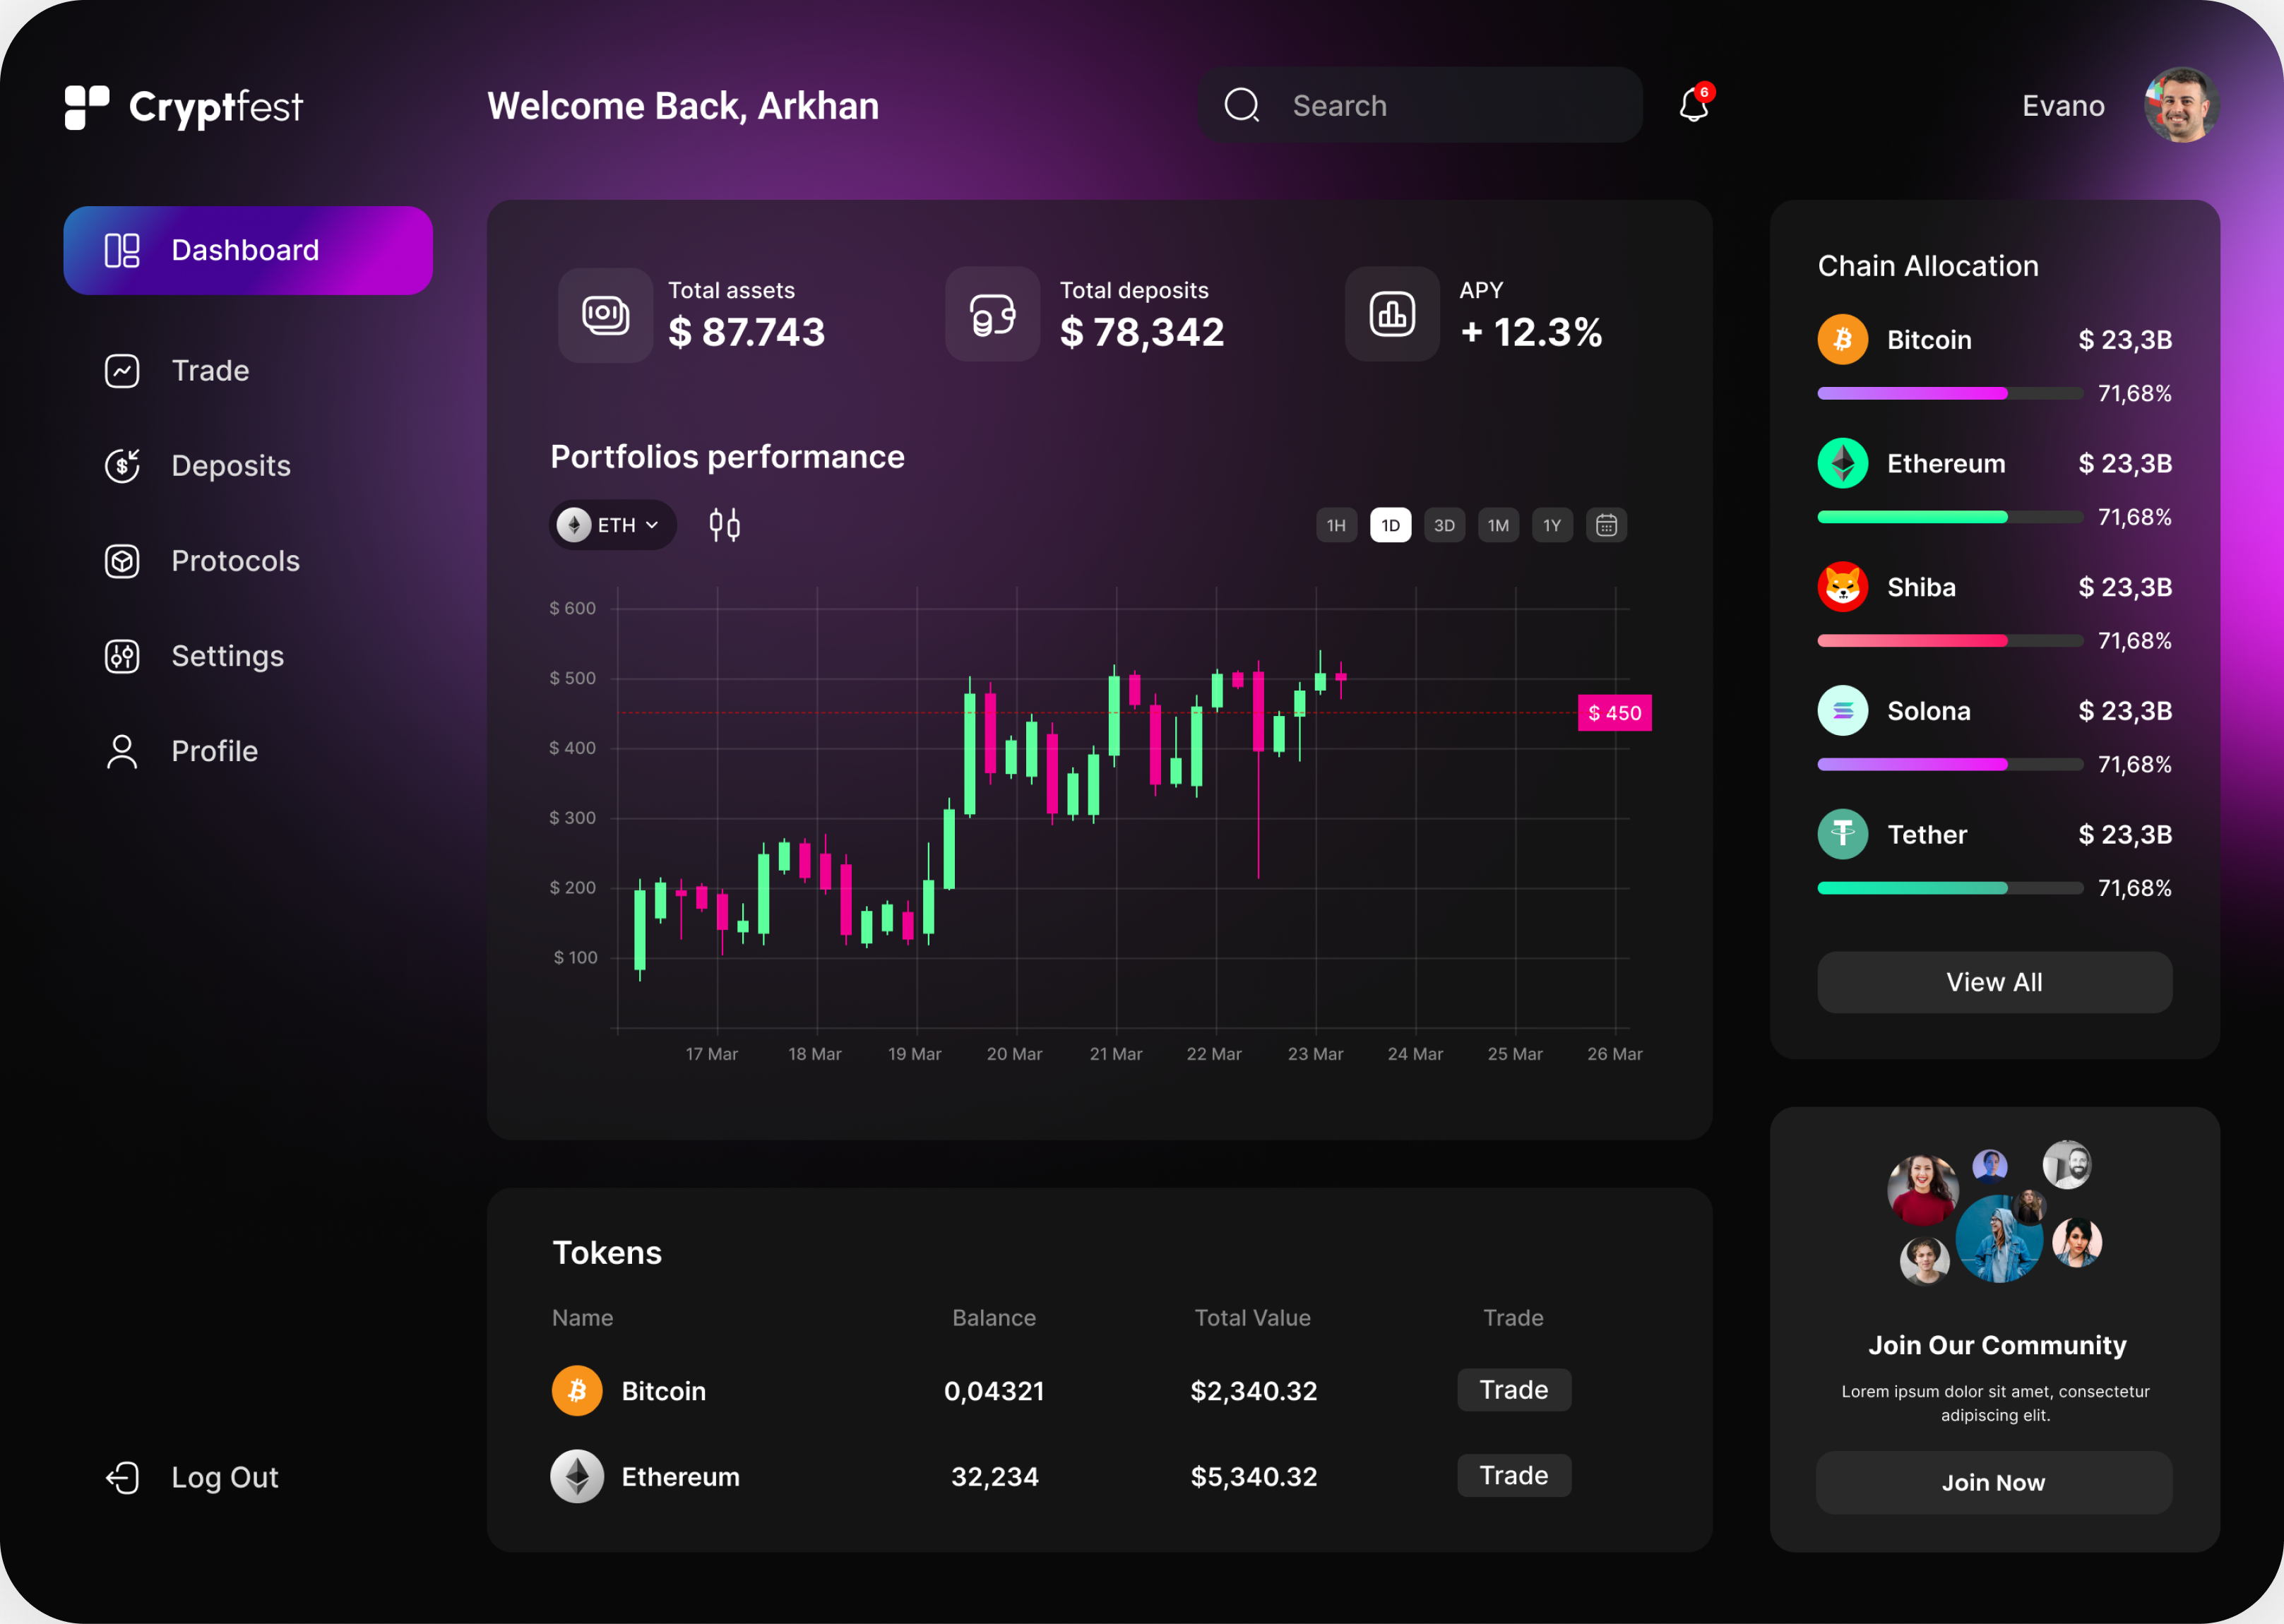 Cryptfest
Welcome Back, Arkhan
Search
6
Evano
Dashboard
Trade
Deposits
Protocols
Settings
Profile
Log Out
Total assets
$ 87.743
Total deposits
$ 78,342
APY
+ 12.3%
Portfolios performance
ETH
1H
1D
3D
1M
1Y
$ 600
$ 500
$ 400
$ 300
$ 200
$ 100
$ 450
17 Mar
18 Mar
19 Mar
20 Mar
21 Mar
22 Mar
23 Mar
24 Mar
25 Mar
26 Mar
Chain Allocation
Bitcoin $ 23,3B
71,68%
Ethereum $ 23,3B
71,68%
Shiba $ 23,3B
71,68%
Solona $ 23,3B
71,68%
Tether $ 23,3B
71,68%
View All
Tokens
Name Balance Total Value Trade
Bitcoin 0,04321 $2,340.32 Trade
Ethereum 32,234 $5,340.32 Trade
Join Our Community
Lorem ipsum dolor sit amet, consectetur
adipiscing elit.
Join Now